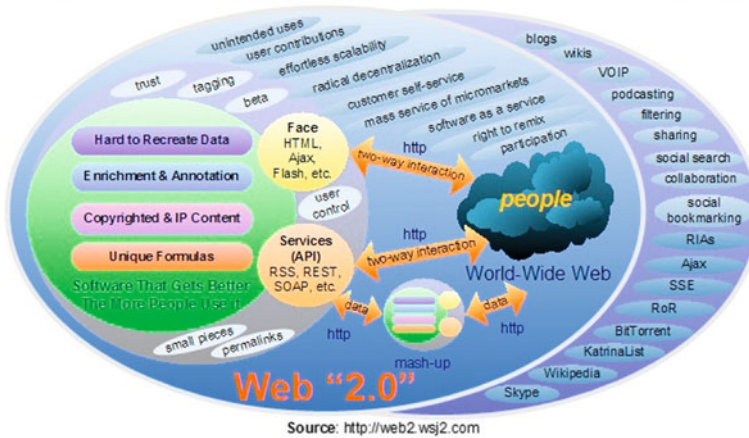 unintended uses
user contributions
effortless scalability
radical decentralization
customer self-service
mass service of micromarkets
software as a service
right to remix
participation
trust
tagging
beta
Hard to Recreate Data
Enrichment & Annotation
Copyrighted & IP Content
Unique Formulas
Software That Gets Better
The More People Use it
Face
HTML,
Ajax,
Flash, etc.
user
control
Services
(API)
RSS, REST,
SOAP, etc.
http
two-way interaction
http
two-way interaction
people
World-Wide Web
data
http
mash-up
data
http
small pieces
permalinks
Web “2.0”
blogs
wikis
VOIP
podcasting
filtering
sharing
social search
collaboration
social
bookmarking
RIAs
Ajax
SSE
RoR
BitTorrent
KatrinaList
Wikipedia
Skype
Source: http://web2.wsj2.com